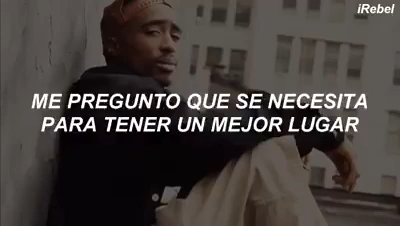 iRebel
ME PREGUNTO QUE SE NECESITA
PARA TENER UN MEJOR LUGAR